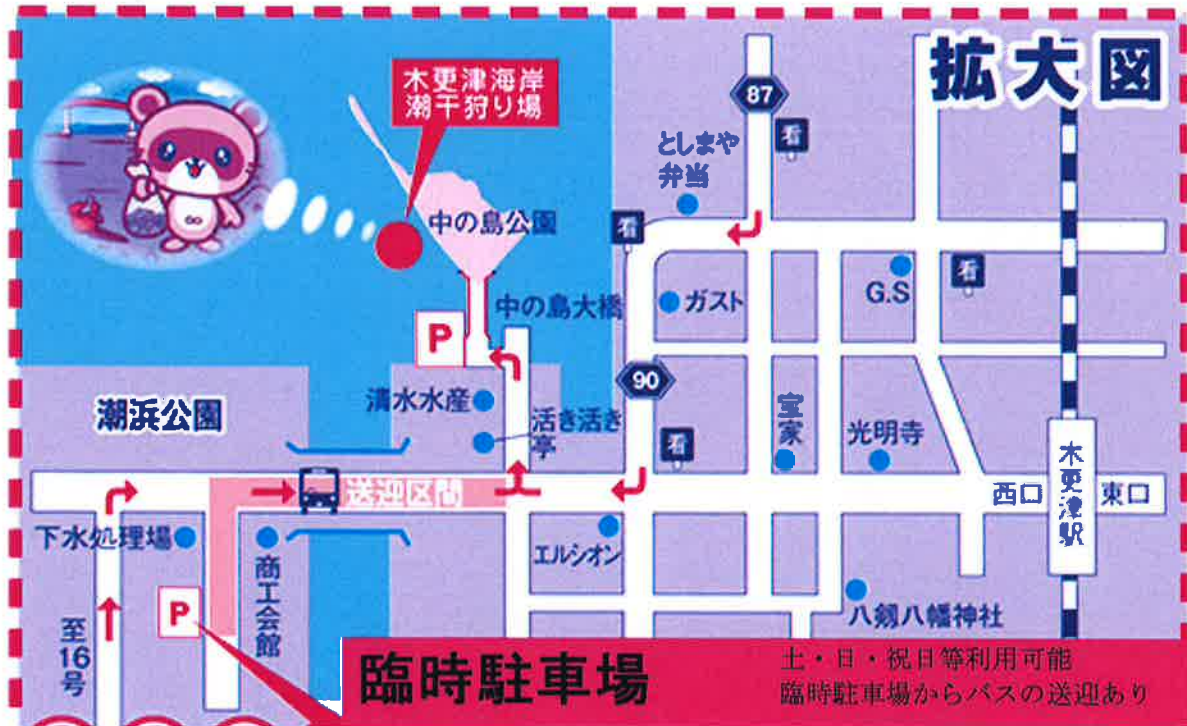 拡大図
木更津海岸
潮干狩り場
87
看
としまや
弁当
看
中の島公園
看
G.S
ガスト
中の島大橋
P
90
清水水産
潮浜公園
活き活き
亭
看
宝家
光明寺
木更津駅
西口
東口
送迎区間
下水処理場
商工会館
エルシオン
P
八剱八幡神社
至16号
臨時駐車場
土・日・祝日等利用可能
臨時駐車場からバスの送迎あり